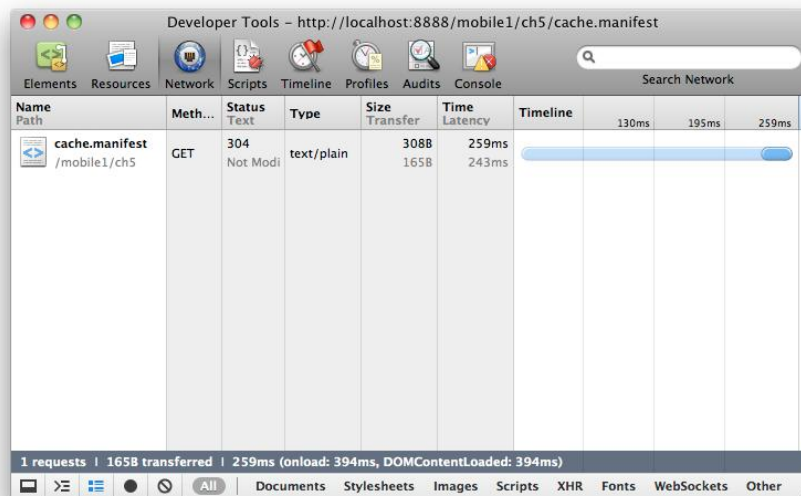 Developer Tools – http://localhost:8888/mobile1/ch5/cache.manifest
Elements Resources Network Scripts Timeline Profiles Audits Console
Search Network
Name Meth... Status Type Size Time Timeline
Path Text Transfer Latency 130ms 195ms 259ms
cache.manifest GET 304 text/plain 308B 259ms
/mobile1/ch5 Not Modi 165B 243ms
1 requests | 165B transferred | 259ms (onload: 394ms, DOMContentLoaded: 394ms)
All Documents Stylesheets Images Scripts XHR Fonts WebSockets Other